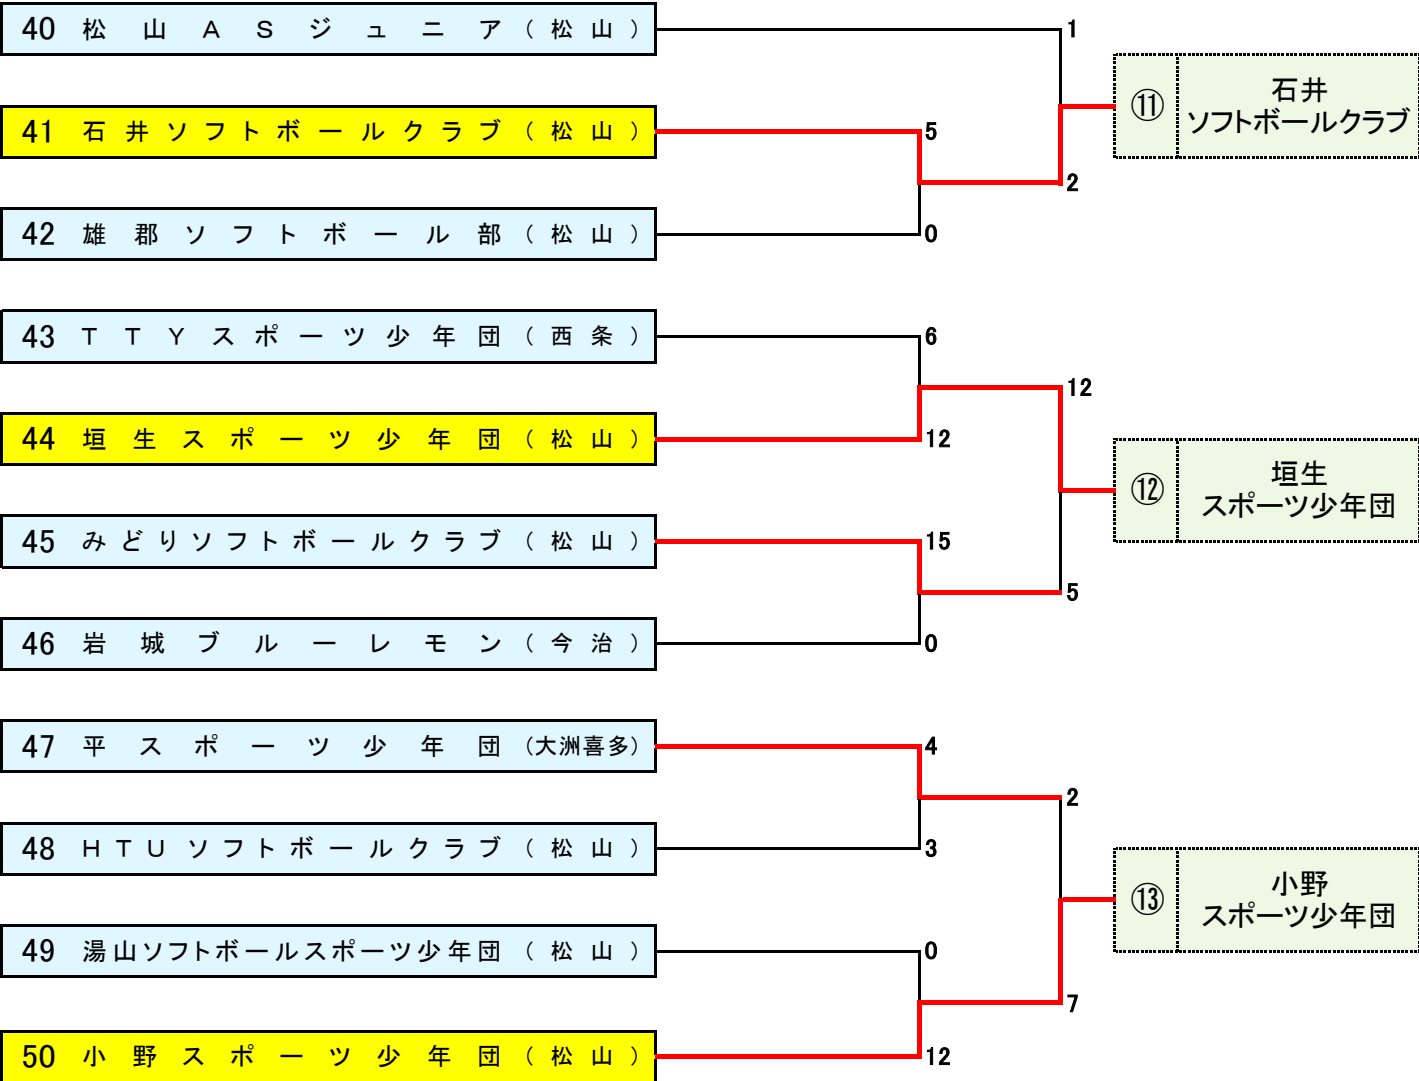 40 松山ASジュニア(松山)
1
⑪ 石井
ソフトボールクラブ
41 石井ソフトボールクラブ(松山)
5
2
42 雄郡ソフトボール部(松山)
0
43 TTYスポーツ少年団(西条)
6
12
44 垣生スポーツ少年団(松山)
12
⑫ 垣生
スポーツ少年団
45 みどりソフトボールクラブ(松山)
15
5
46 岩城ブルーレモン(今治)
0
47 平スポーツ少年団(大洲喜多)
4
2
48 HTUソフトボールクラブ(松山)
3
⑬ 小野
スポーツ少年団
49 湯山ソフトボールスポーツ少年団(松山)
0
7
50 小野スポーツ少年団(松山)
12